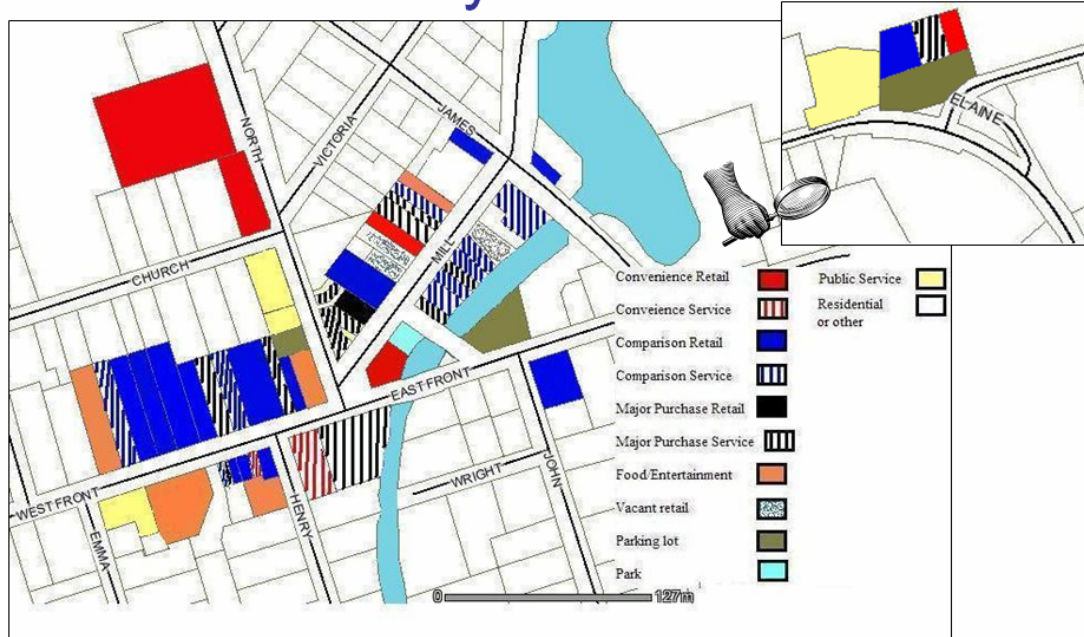 JAMES
NORTH
VICTORIA
ELAINE
MILL
CHURCH
EAST FRONT
WEST FRONT
WRIGHT
JOHN
HENRY
EMMA
Convenience Retail
Convience Service
Comparison Retail
Comparison Service
Major Purchase Retail
Major Purchase Service
Food/Entertainment
Vacant retail
Parking lot
Park
Public Service
Residential
or other
0 127m